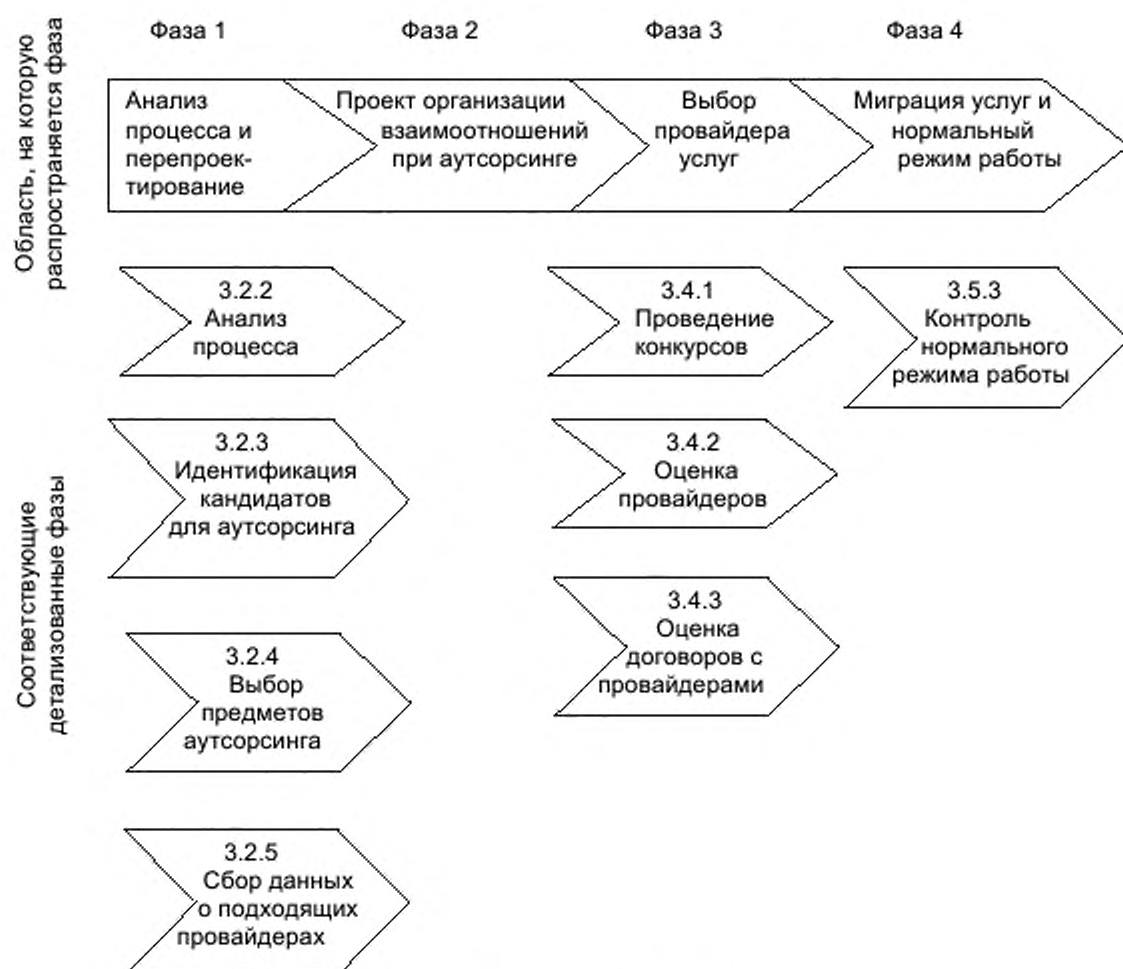 Фаза 1
Фаза 2
Фаза 3
Фаза 4
Область, на которую
распространяется фаза
Анализ
процесса и
перепроек-
тирование
Проект организации
взаимоотношений
при аутсорсинге
Выбор
провайдера
услуг
Миграция услуг и
нормальный
режим работы
Соответствующие
детализованные фазы
3.2.2
Анализ
процесса
3.2.3
Идентификация
кандидатов
для аутсорсинга
3.2.4
Выбор
предметов
аутсорсинга
3.2.5
Сбор данных
о подходящих
провайдерах
3.4.1
Проведение
конкурсов
3.4.2
Оценка
провайдеров
3.4.3
Оценка
договоров с
провайдерами
3.5.3
Контроль
нормального
режима работы